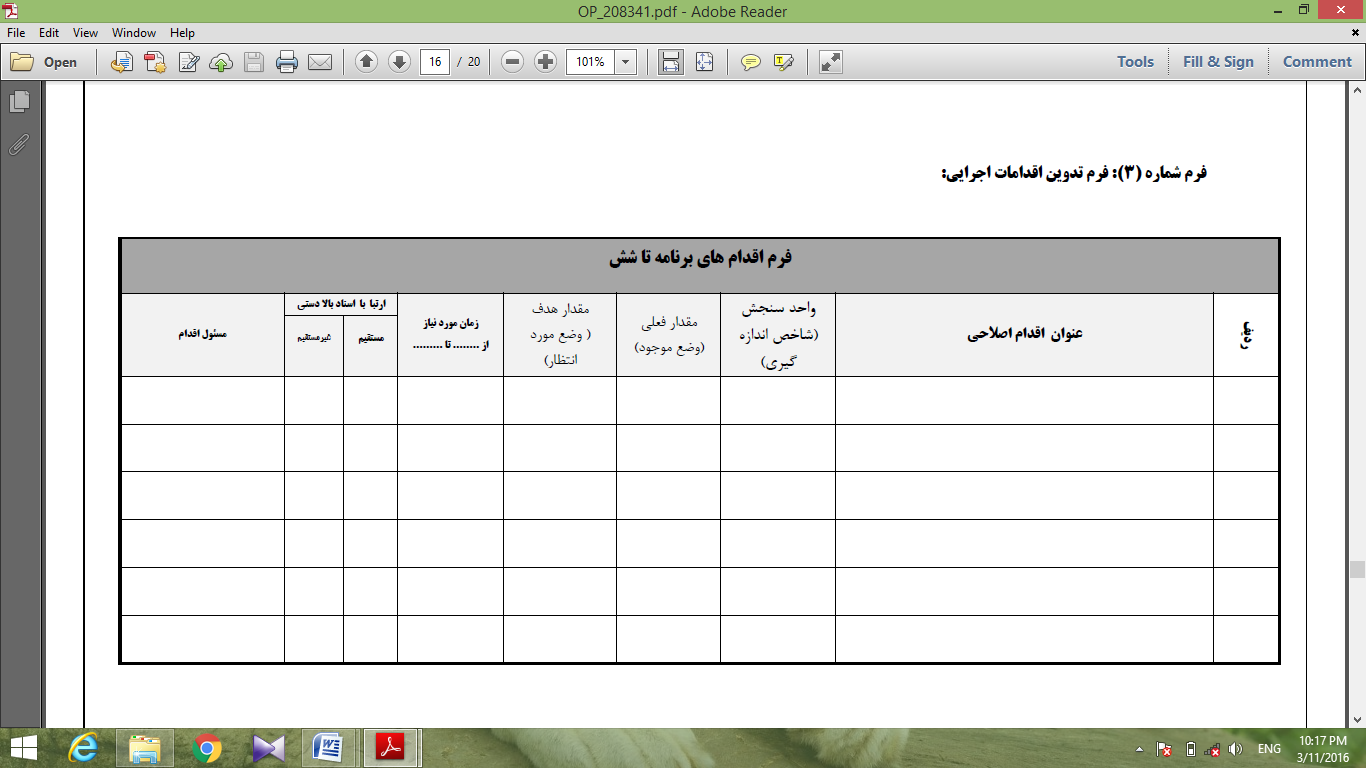 OP_208341.pdf - Adobe Reader
File Edit View Window Help
Open 16 / 20 101% Tools Fill & Sign Comment
فرم شماره (۳): فرم تدوین اقدامات اجرایی:
فرم اقدام های برنامه تا شش
ردیف
عنوان اقدام اصلاحی
واحد سنجش
(شاخص اندازه
گیری)
مقدار فعلی
(وضع موجود)
مقدار هدف
( وضع مورد
انتظار)
زمان مورد نیاز
از ........ تا .........
ارتبا با اسناد بالا دستی
مستقیم
غیرمستقیم
مسئول اقدام
ENG
10:17 PM
3/11/2016